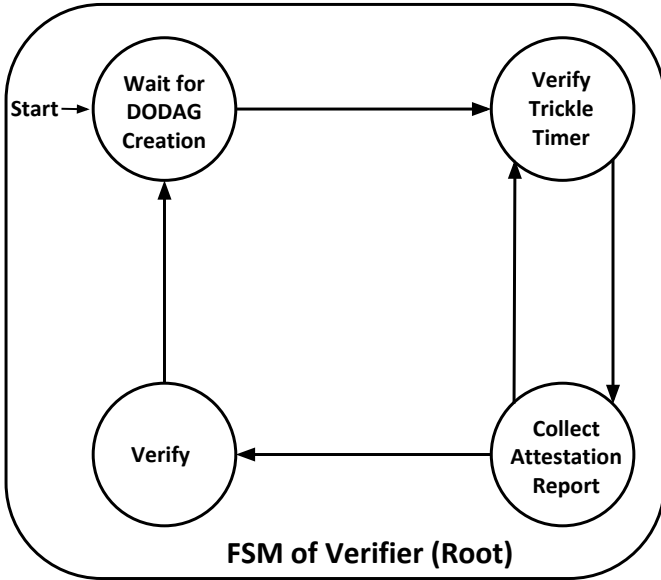 Wait for
DODAG
Creation
Verify
Trickle
Timer
Start
Verify
Collect
Attestation
Report
FSM of Verifier (Root)